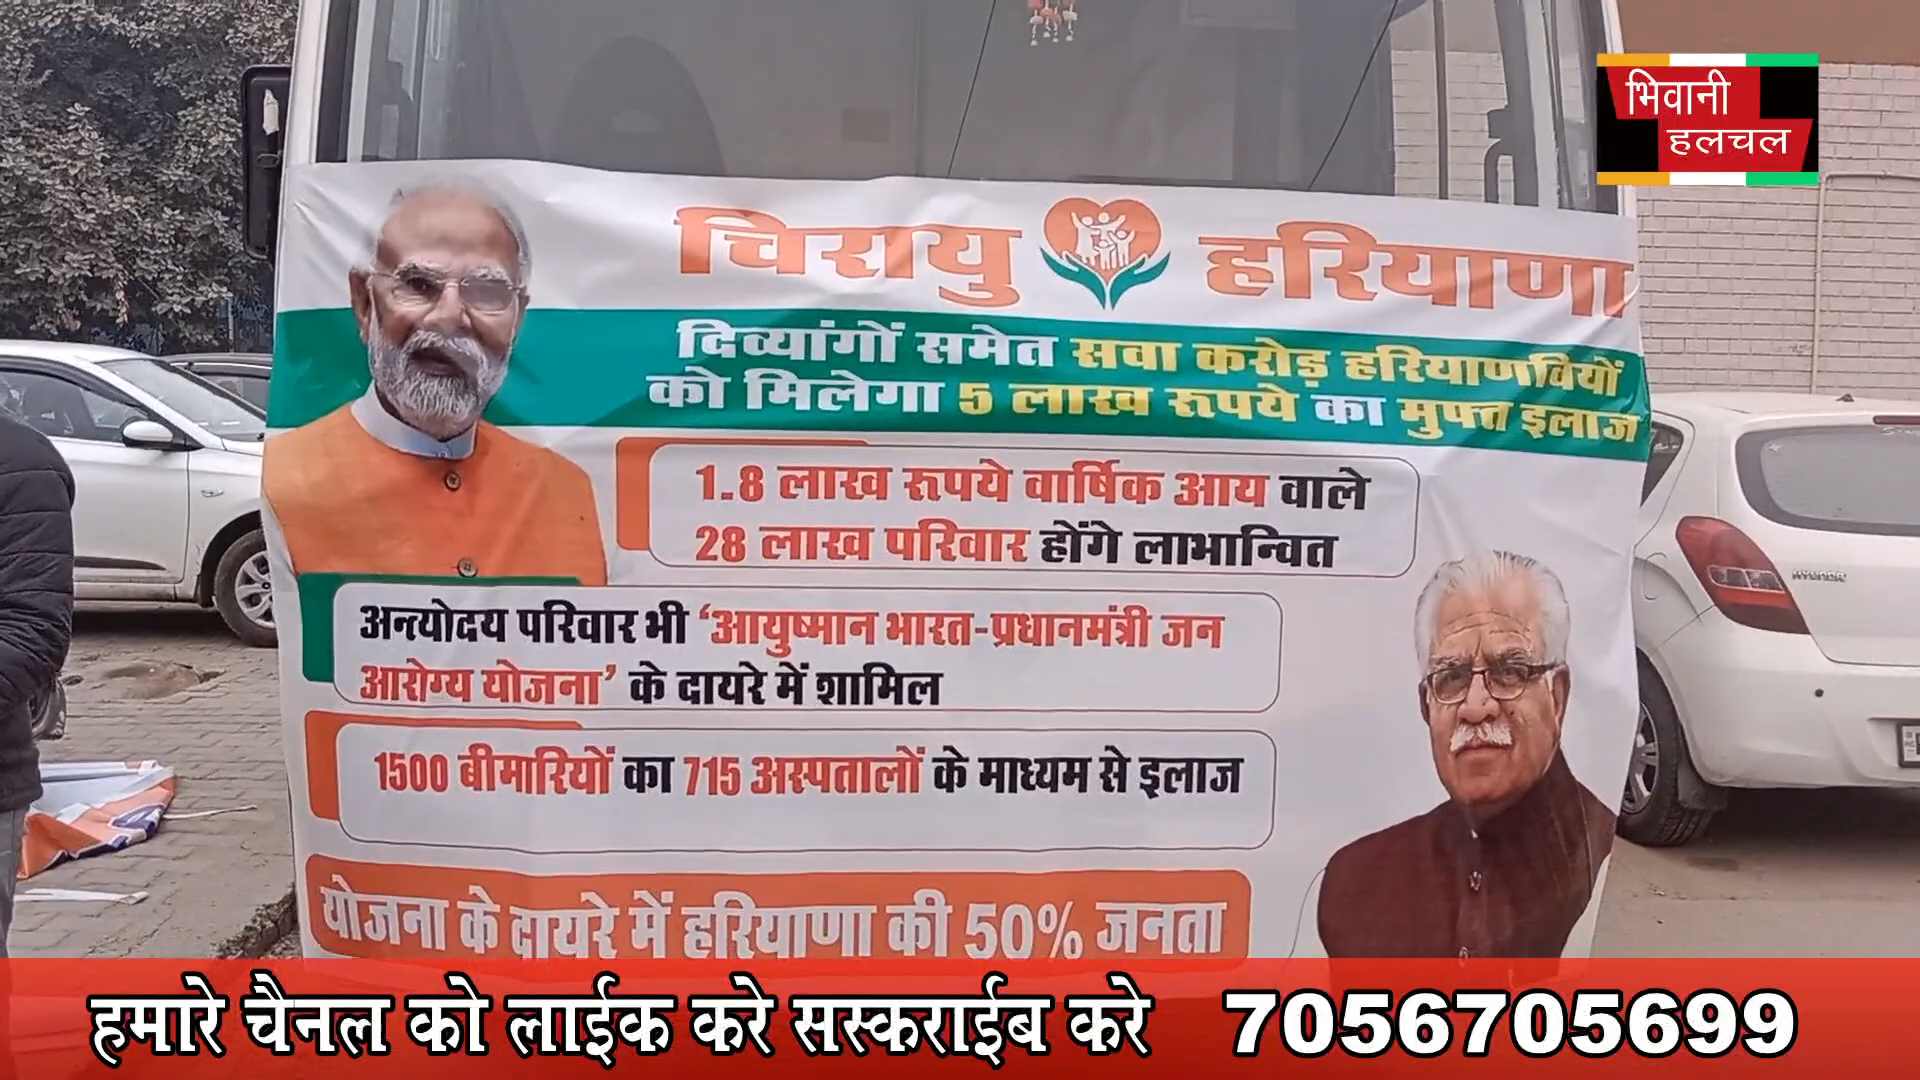 भिवानी
हलचल
चिरायु हरियाणा
दिव्यांगों समेत सवा करोड़ हरियाणवियों
को मिलेगा 5 लाख रूपये का मुफ्त इलाज
1.8 लाख रूपये वार्षिक आय वाले
28 लाख परिवार होंगे लाभान्वित
अन्त्योदय परिवार भी ‘आयुष्मान भारत-प्रधानमंत्री जन
आरोग्य योजना’ के दायरे में शामिल
1500 बीमारियों का 715 अस्पतालों के माध्यम से इलाज
योजना के दायरे में हरियाणा की 50% जनता
HYUNDAI
हमारे चैनल को लाईक करे सस्कराईब करे 7056705699